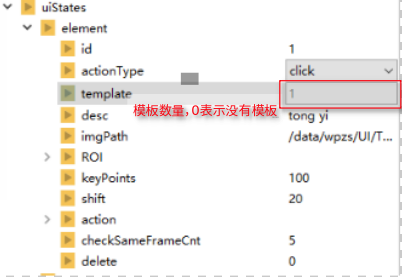 uiStates
element
id 1
actionType click
template 1
模板数量，0表示没有模板
desc tong yi
imgPath /data/wpzs/UI/T...
ROI
keyPoints 100
shift 20
action
checkSameFrameCnt 5
delete 0